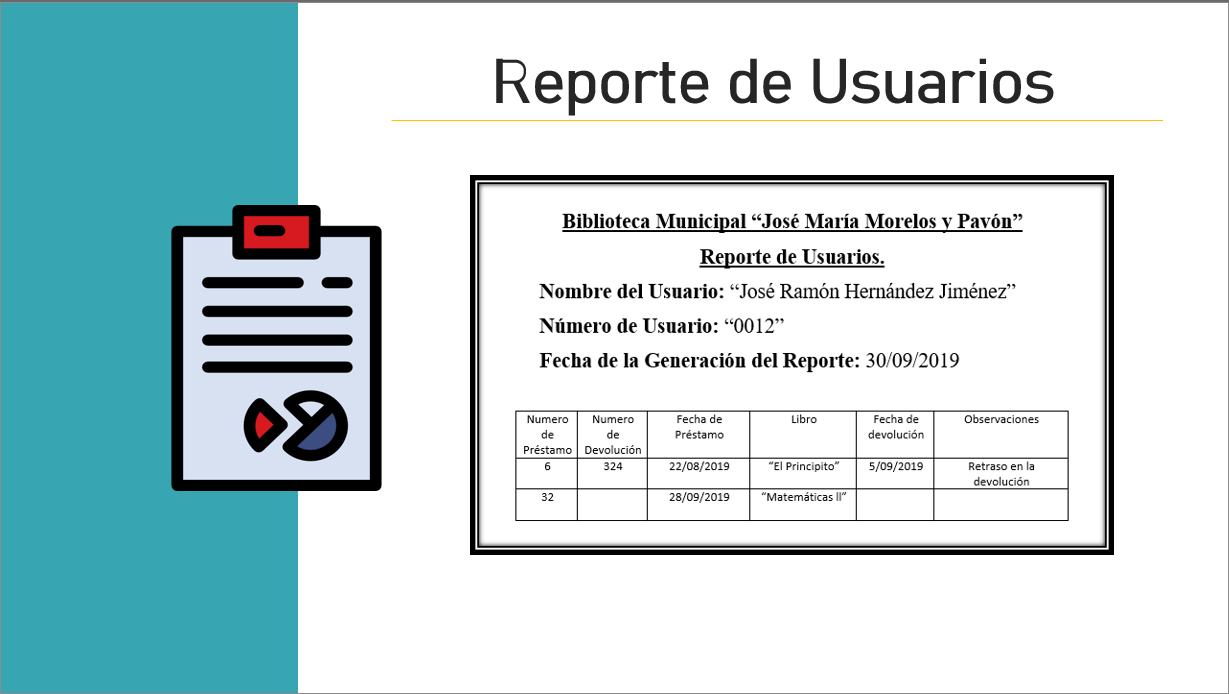 Reporte de Usuarios
Biblioteca Municipal “José María Morelos y Pavón”
Reporte de Usuarios.
Nombre del Usuario: “José Ramón Hernández Jiménez”
Número de Usuario: “0012”
Fecha de la Generación del Reporte: 30/09/2019
Numero de Préstamo Numero de Devolución Fecha de Préstamo Libro Fecha de devolución Observaciones
6 324 22/08/2019 “El Principito” 5/09/2019 Retraso en la devolución
32 28/09/2019 “Matemáticas ll”